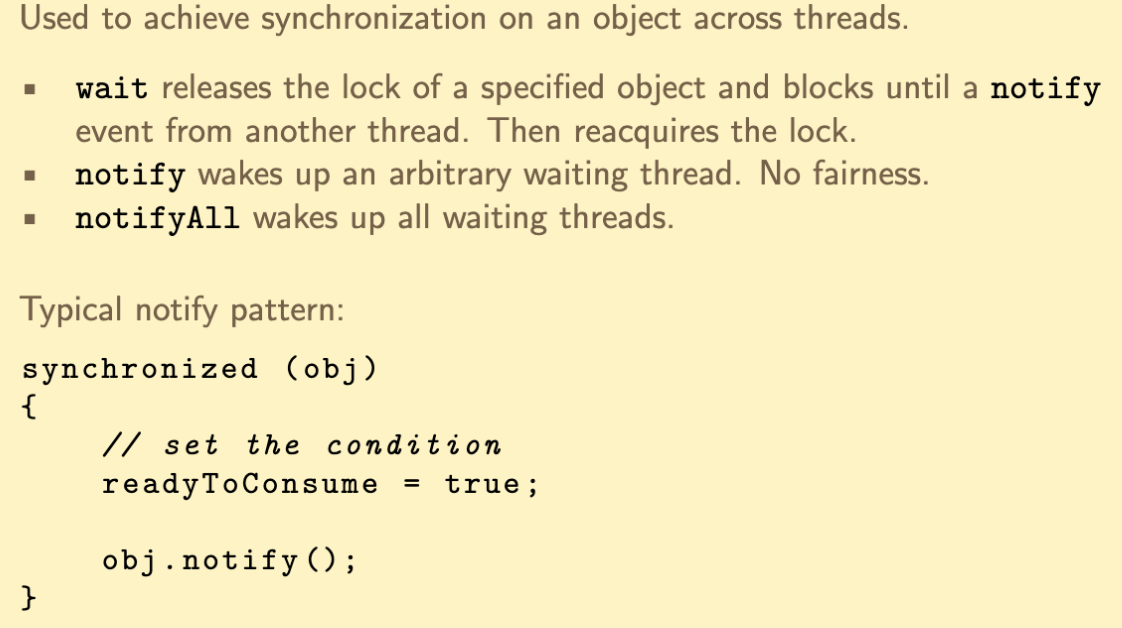 Used to achieve synchronization on an object across threads.
▪ wait releases the lock of a specified object and blocks until a notify
event from another thread. Then reacquires the lock.
▪ notify wakes up an arbitrary waiting thread. No fairness.
▪ notifyAll wakes up all waiting threads.
Typical notify pattern:
synchronized (obj)
{
// set the condition
readyToConsume = true;
obj.notify();
}